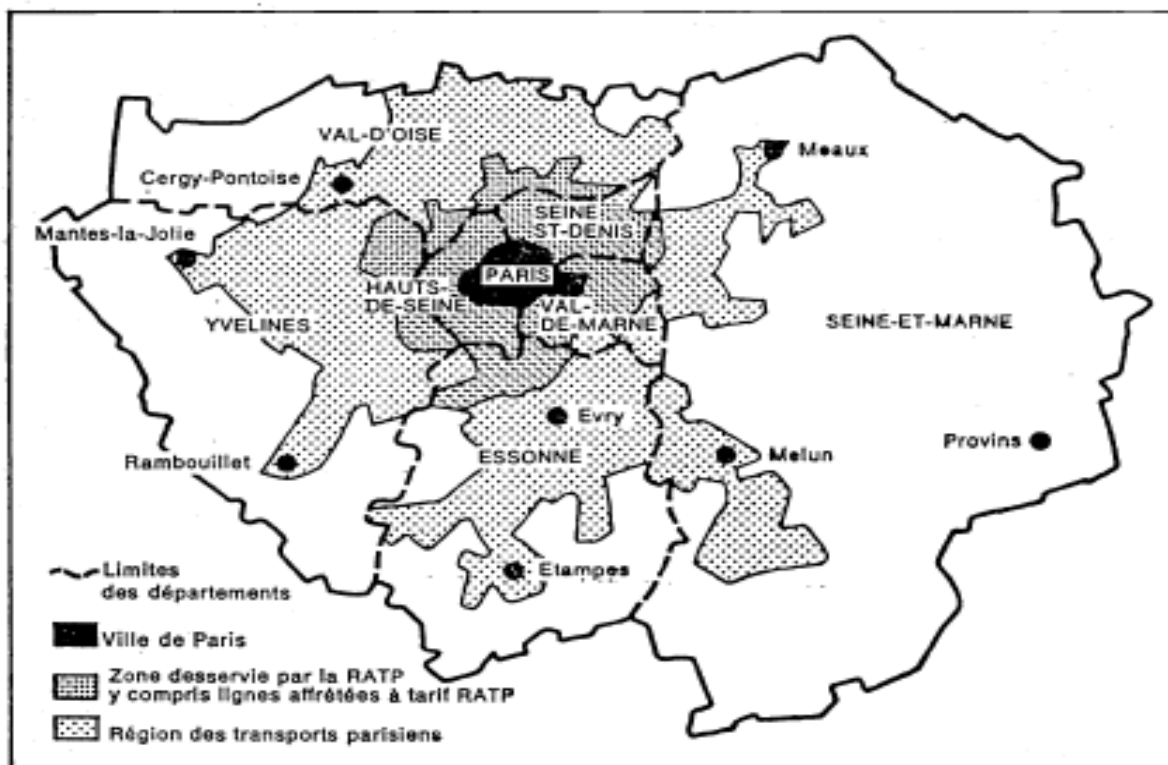 VAL-D'OISE
Meaux
Cergy-Pontoise
SEINE
ST-DENIS
Mantes-la-Jolie
PARIS
HAUTS-
DE-SEINE
VAL-
DE-MARNE
YVELINES
SEINE-ET-MARNE
Evry
Provins
Rambouillet
ESSONNE
Melun
Etampes
Limites
des départements
Ville de Paris
Zone desservie par la RATP
y compris lignes affrétées à tarif RATP
Région des transports parisiens